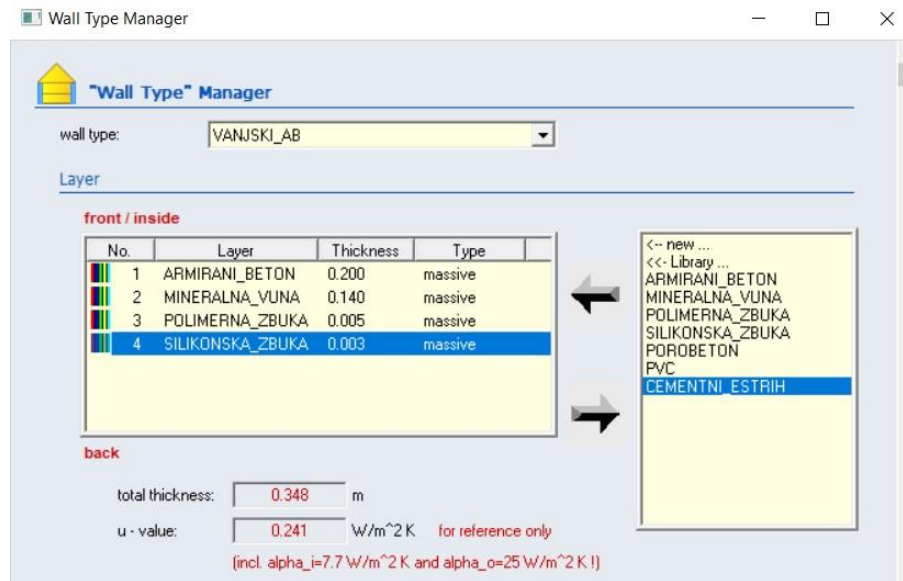 Wall Type Manager
"Wall Type" Manager
wall type: VANJSKI_AB
Layer
front / inside
No. Layer Thickness Type
1 ARMIRANI_BETON 0.200 massive
2 MINERALNA_VUNA 0.140 massive
3 POLIMERNA_ZBUKA 0.005 massive
4 SILIKONSKA_ZBUKA 0.003 massive
<-- new ...
<<- Library ...
ARMIRANI_BETON
MINERALNA_VUNA
POLIMERNA_ZBUKA
SILIKONSKA_ZBUKA
POROBETON
PVC
CEMENTNI_ESTRIH
back
total thickness: 0.348 m
u - value: 0.241 W/m^2 K for reference only
(incl. alpha_i=7.7 W/m^2 K and alpha_o=25 W/m^2 K !)